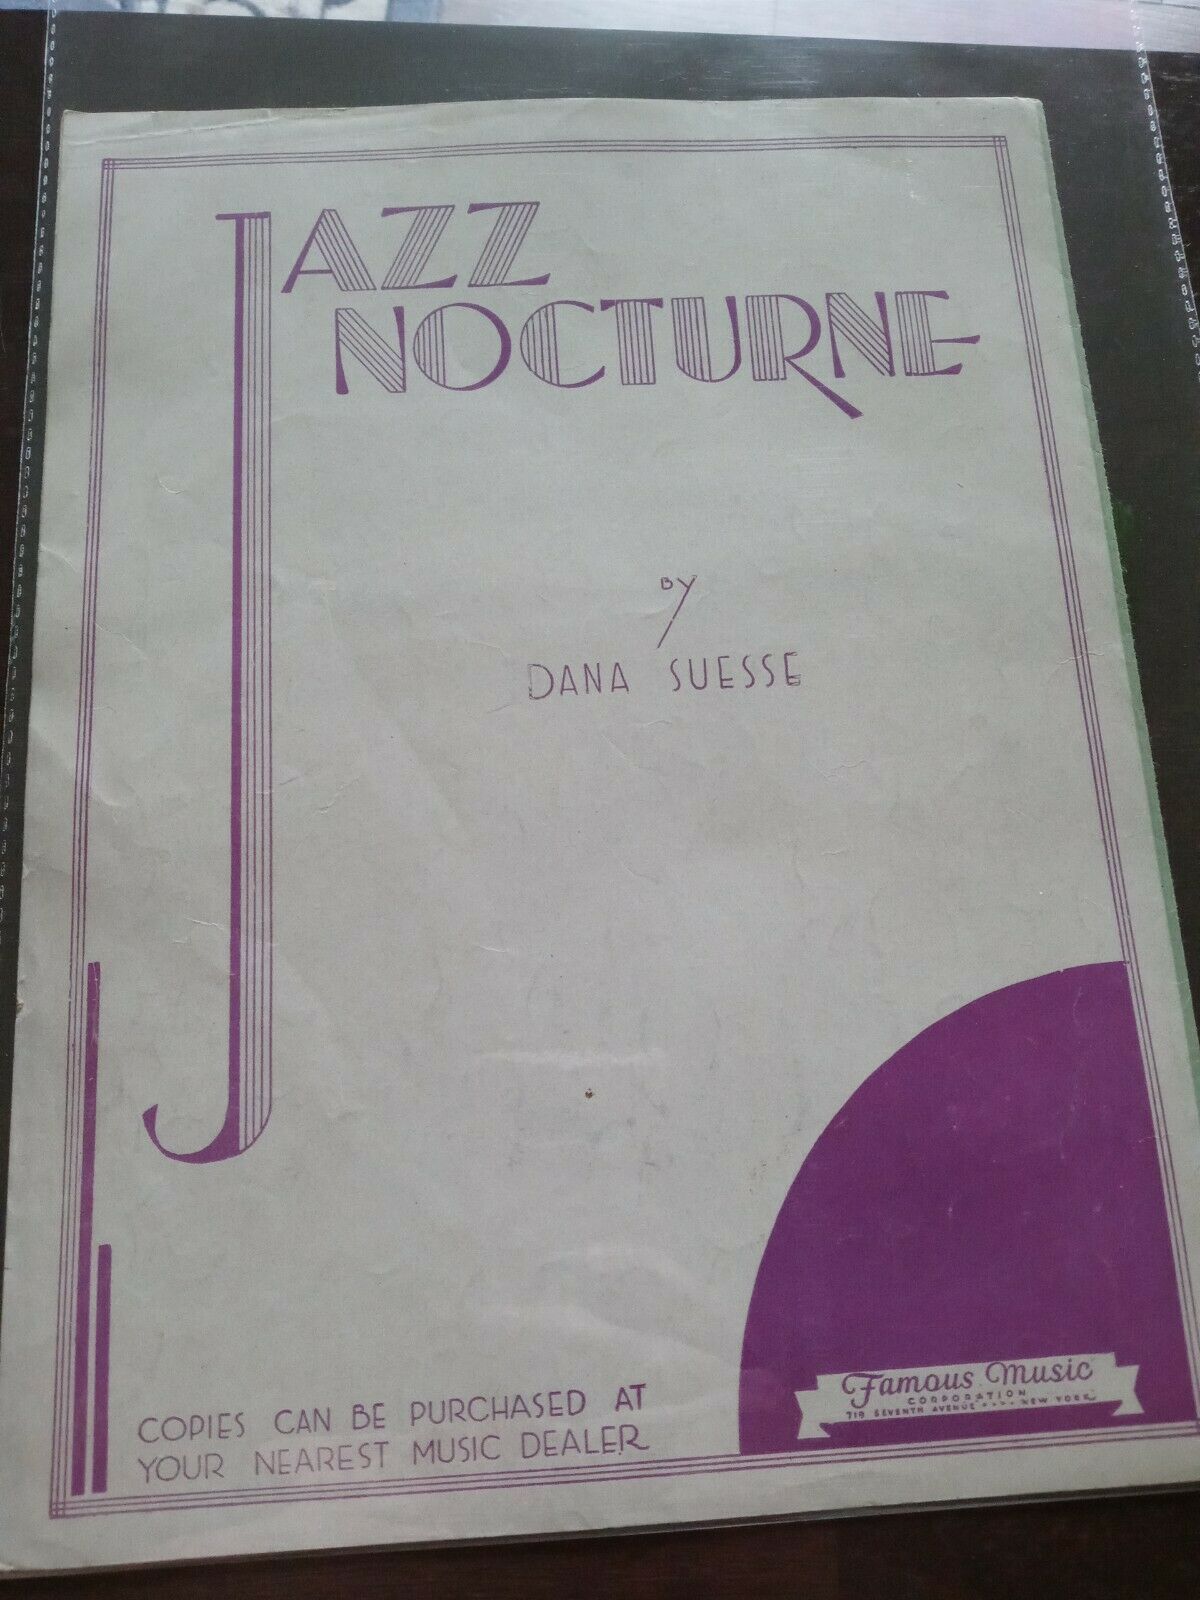 JAZZ
NOCTURNE
BY
DANA SUESSE
COPIES CAN BE PURCHASED AT
YOUR NEAREST MUSIC DEALER
Famous Music
CORPORATION
719 SEVENTH AVENUE •••• NEW YORK